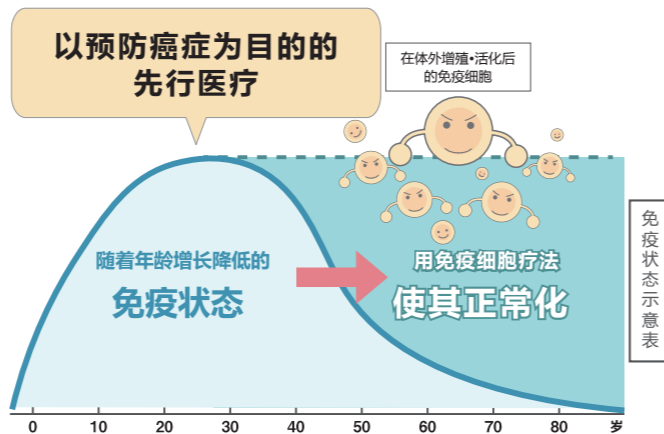 以预防癌症为目的的
先行医疗
在体外增殖•活化后
的免疫细胞
随着年龄增长降低的
免疫状态
用免疫细胞疗法
使其正常化
免疫状态示意表
0 10 20 30 40 50 60 70 80 岁